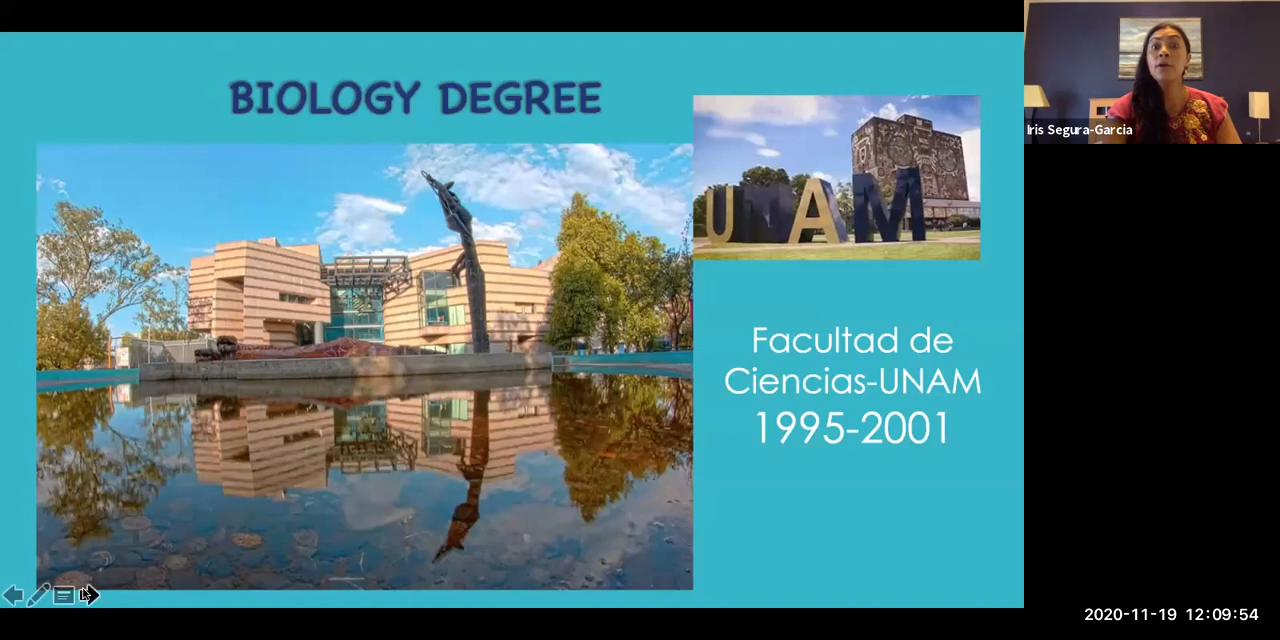 BIOLOGY DEGREE
UNAM
Facultad de
Ciencias-UNAM
1995-2001
Iris Segura-Garcia
2020-11-19 12:09:54